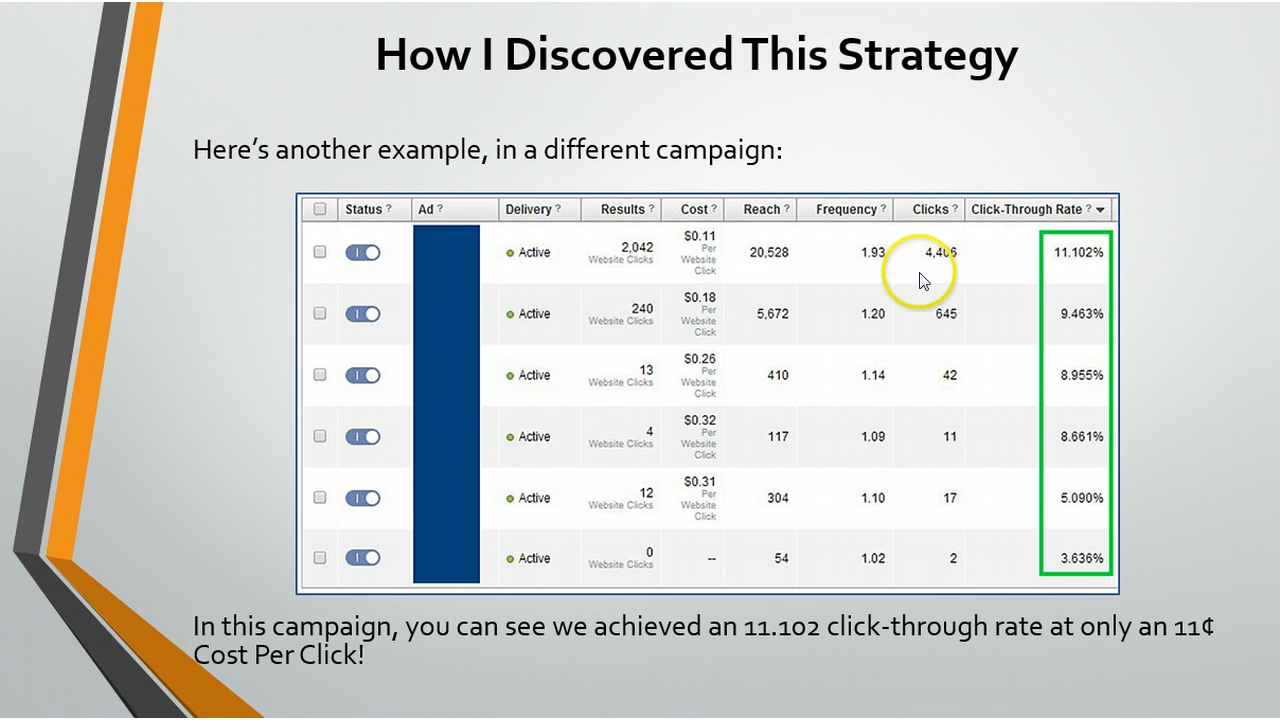 How I Discovered This Strategy
Here's another example, in a different campaign:
Status ? Ad ? Delivery ? Results ? Cost ? Reach ? Frequency ? Clicks ? Click-Through Rate ?
Active 2,042 Website Clicks $0.11 Per Website Click 20,528 1.93 4,406 11.102%
Active 240 Website Clicks $0.18 Per Website Click 5,672 1.20 645 9.463%
Active 13 Website Clicks $0.26 Per Website Click 410 1.14 42 8.955%
Active 4 Website Clicks $0.32 Per Website Click 117 1.09 11 8.661%
Active 12 Website Clicks $0.31 Per Website Click 304 1.10 17 5.090%
Active 0 Website Clicks -- 54 1.02 2 3.636%
In this campaign, you can see we achieved an 11.102 click-through rate at only an 11¢
Cost Per Click!